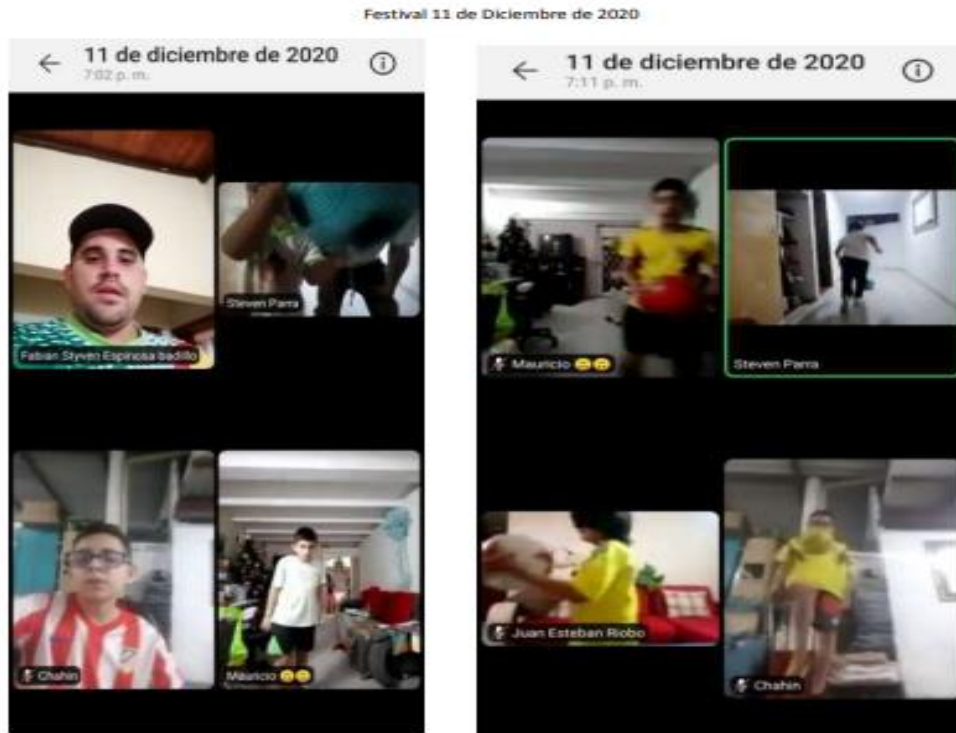 Festival 11 de Diciembre de 2020
11 de diciembre de 2020
7:02 p. m.
Fabian Styven Espinosa badillo
Steven Parra
Chahin
Mauricio 🙃🙃
11 de diciembre de 2020
7:11 p. m.
Mauricio 🙃🙃
Steven Parra
Juan Esteban Riobo
Chahin